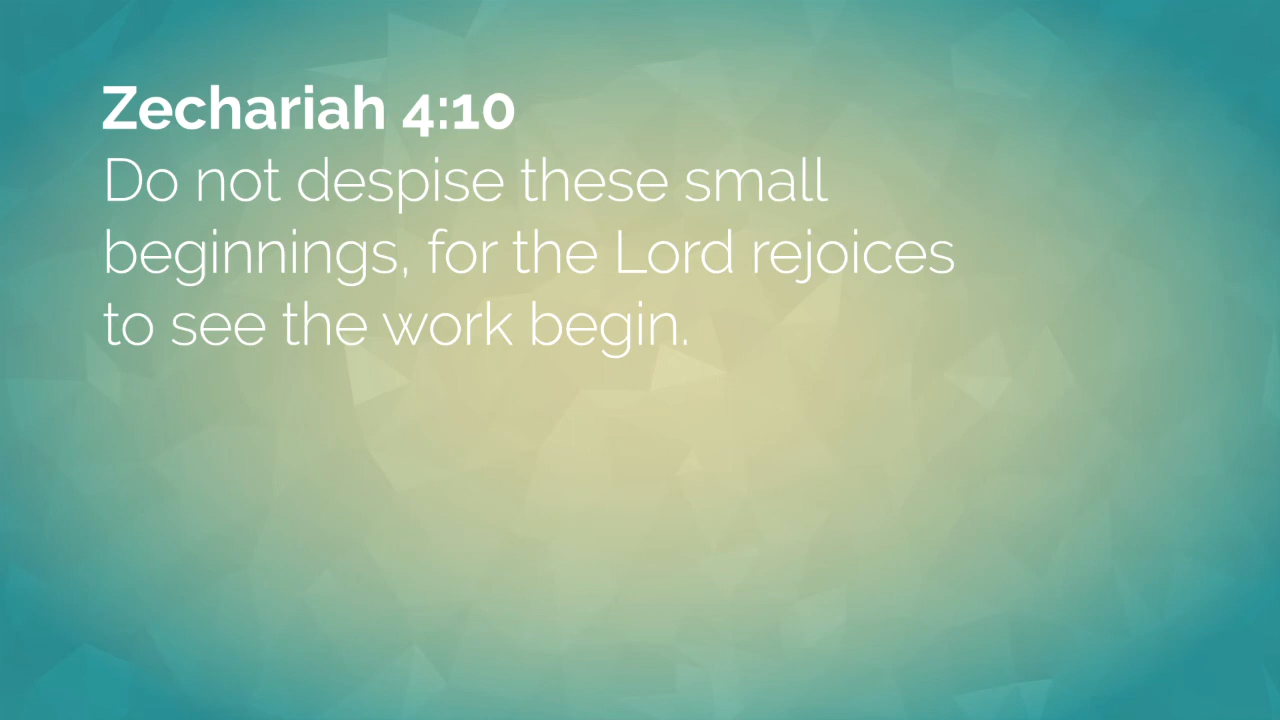 Zechariah 4:10
Do not despise these small
beginnings, for the Lord rejoices
to see the work begin.